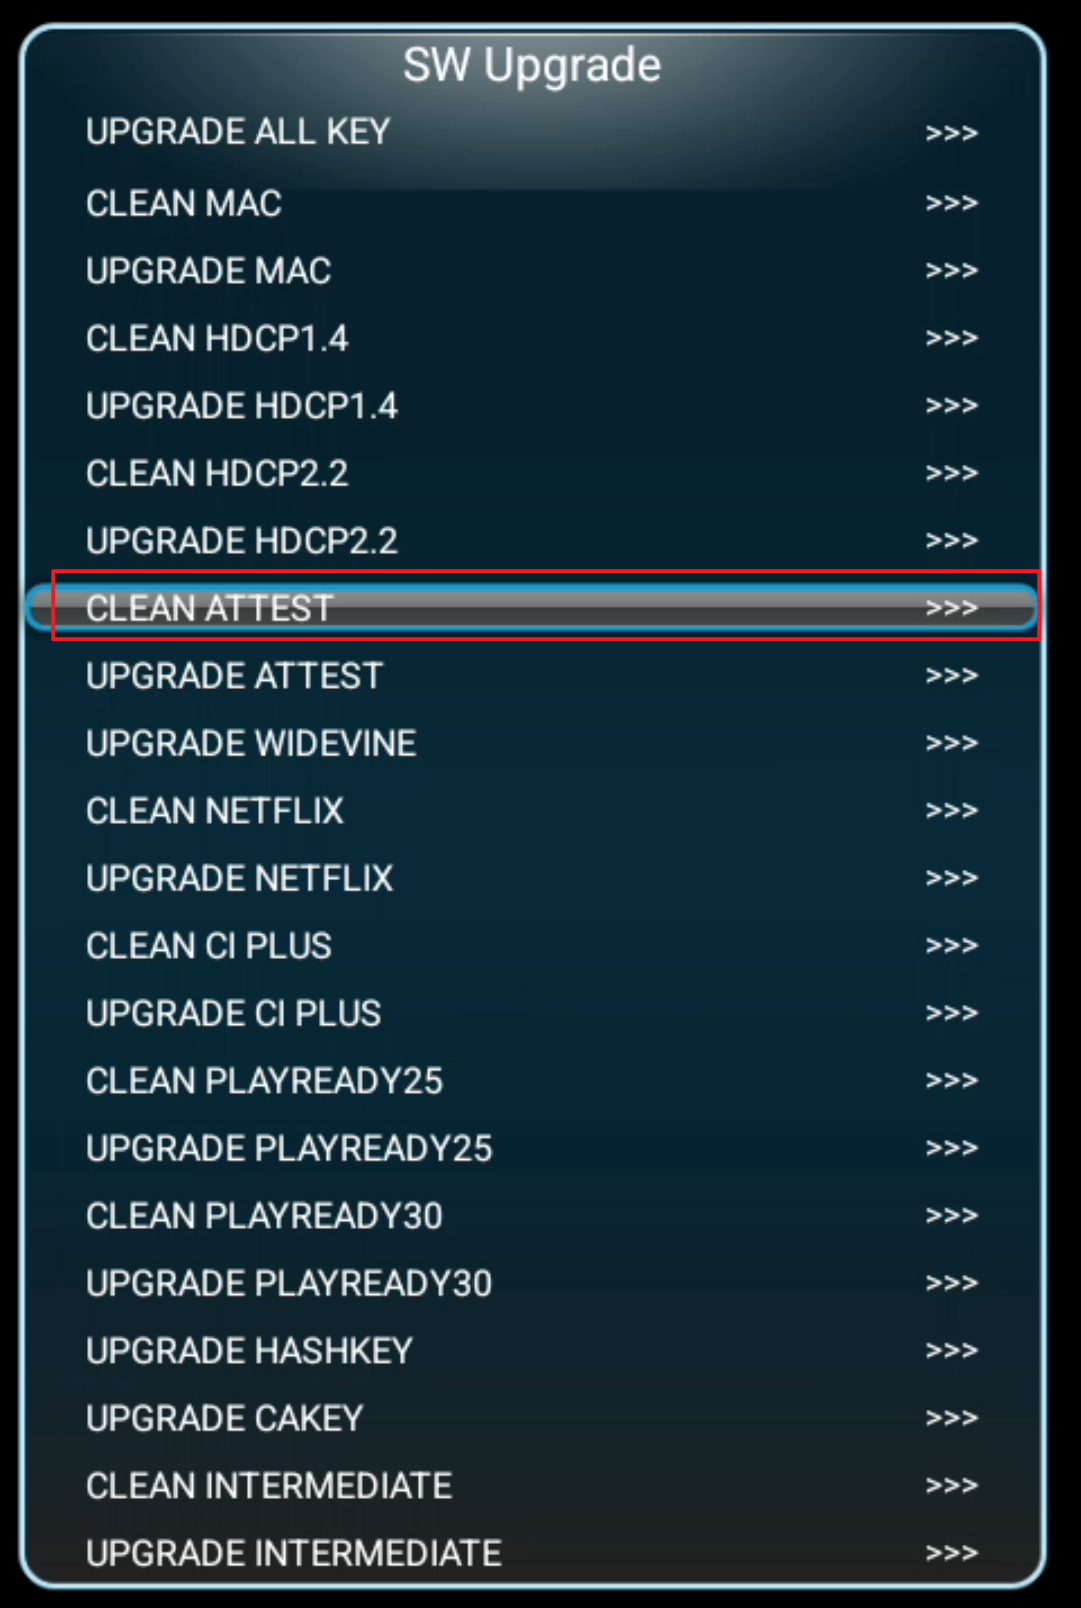 SW Upgrade
UPGRADE ALL KEY >>>
CLEAN MAC >>>
UPGRADE MAC >>>
CLEAN HDCP1.4 >>>
UPGRADE HDCP1.4 >>>
CLEAN HDCP2.2 >>>
UPGRADE HDCP2.2 >>>
CLEAN ATTEST >>>
UPGRADE ATTEST >>>
UPGRADE WIDEVINE >>>
CLEAN NETFLIX >>>
UPGRADE NETFLIX >>>
CLEAN CI PLUS >>>
UPGRADE CI PLUS >>>
CLEAN PLAYREADY25 >>>
UPGRADE PLAYREADY25 >>>
CLEAN PLAYREADY30 >>>
UPGRADE PLAYREADY30 >>>
UPGRADE HASHKEY >>>
UPGRADE CAKEY >>>
CLEAN INTERMEDIATE >>>
UPGRADE INTERMEDIATE >>>